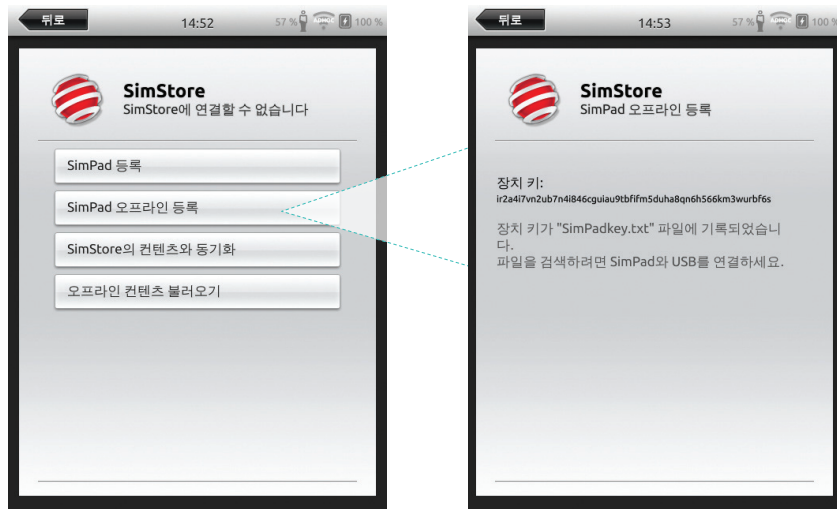 뒤로
14:52
57 %
100 %
SimStore
SimStore에 연결할 수 없습니다
SimPad 등록
SimPad 오프라인 등록
SimStore의 컨텐츠와 동기화
오프라인 컨텐츠 불러오기
뒤로
14:53
57 %
100 %
SimStore
SimPad 오프라인 등록
장치 키:
ir2a4i7vn2ub7n4i846cguiau9tbfifm5duha8qn6h566km3wurbf6s
장치 키가 "SimPadkey.txt" 파일에 기록되었습니
다.
파일을 검색하려면 SimPad와 USB를 연결하세요.